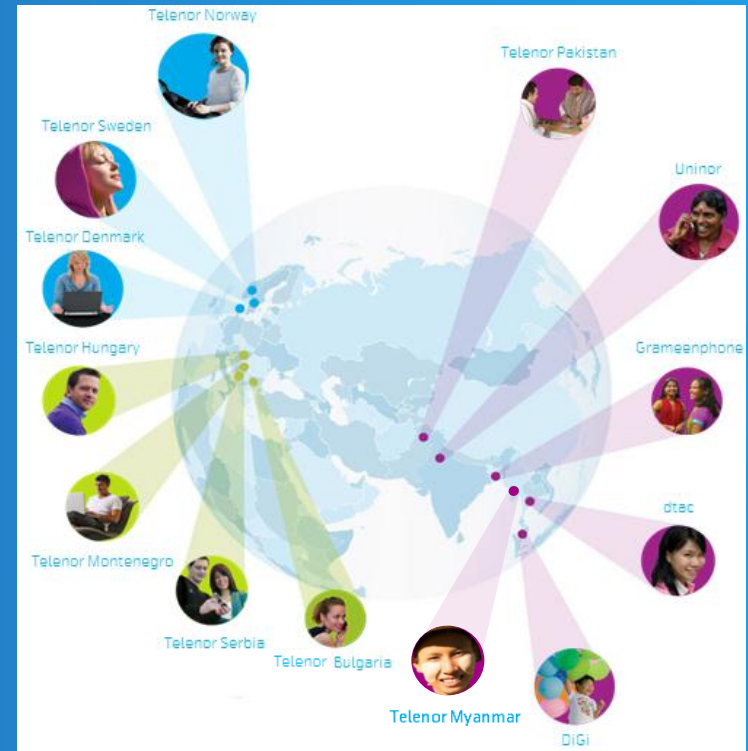 Telenor Norway
Telenor Pakistan
Telenor Sweden
Uninor
Telenor Denmark
Telenor Hungary
Grameenphone
dtac
Telenor Montenegro
Telenor Serbia
Telenor Bulgaria
Telenor Myanmar
DiGi